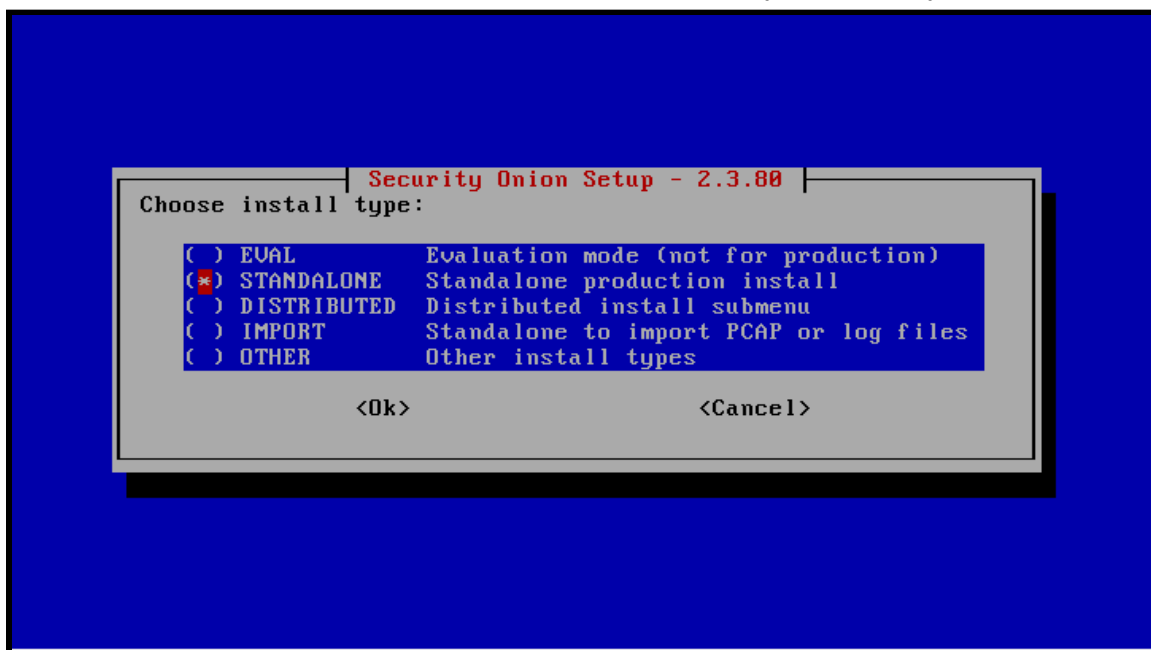 Security Onion Setup - 2.3.80
Choose install type:
( ) EVAL Evaluation mode (not for production)
(*) STANDALONE Standalone production install
( ) DISTRIBUTED Distributed install submenu
( ) IMPORT Standalone to import PCAP or log files
( ) OTHER Other install types
<Ok> <Cancel>